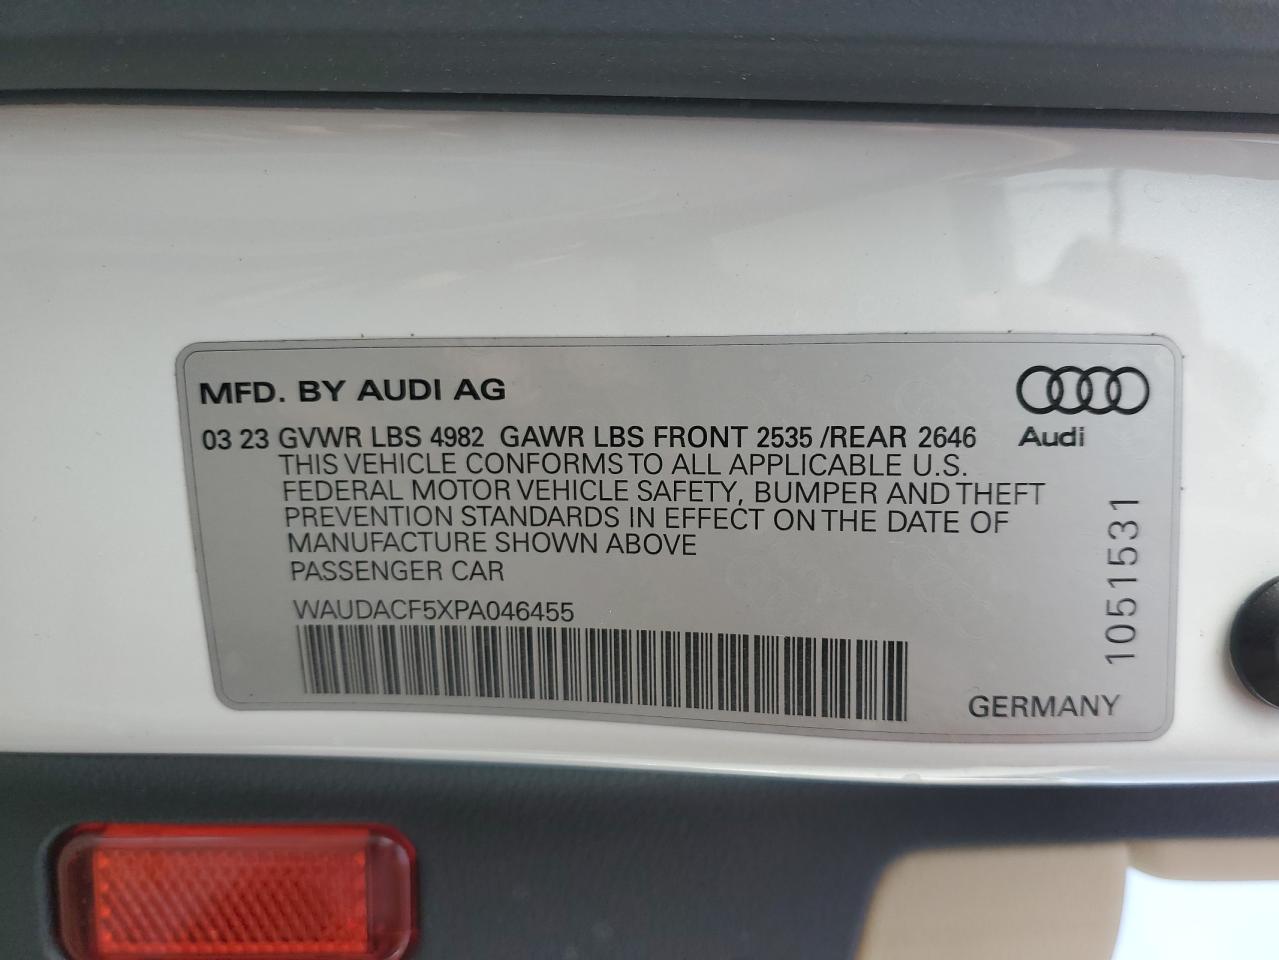 MFD. BY AUDI AG
03 23 GVWR LBS 4982 GAWR LBS FRONT 2535 /REAR 2646
THIS VEHICLE CONFORMS TO ALL APPLICABLE U.S.
FEDERAL MOTOR VEHICLE SAFETY, BUMPER AND THEFT
PREVENTION STANDARDS IN EFFECT ON THE DATE OF
MANUFACTURE SHOWN ABOVE
PASSENGER CAR
WAUDACF5XPA046455
Audi
1051531
GERMANY